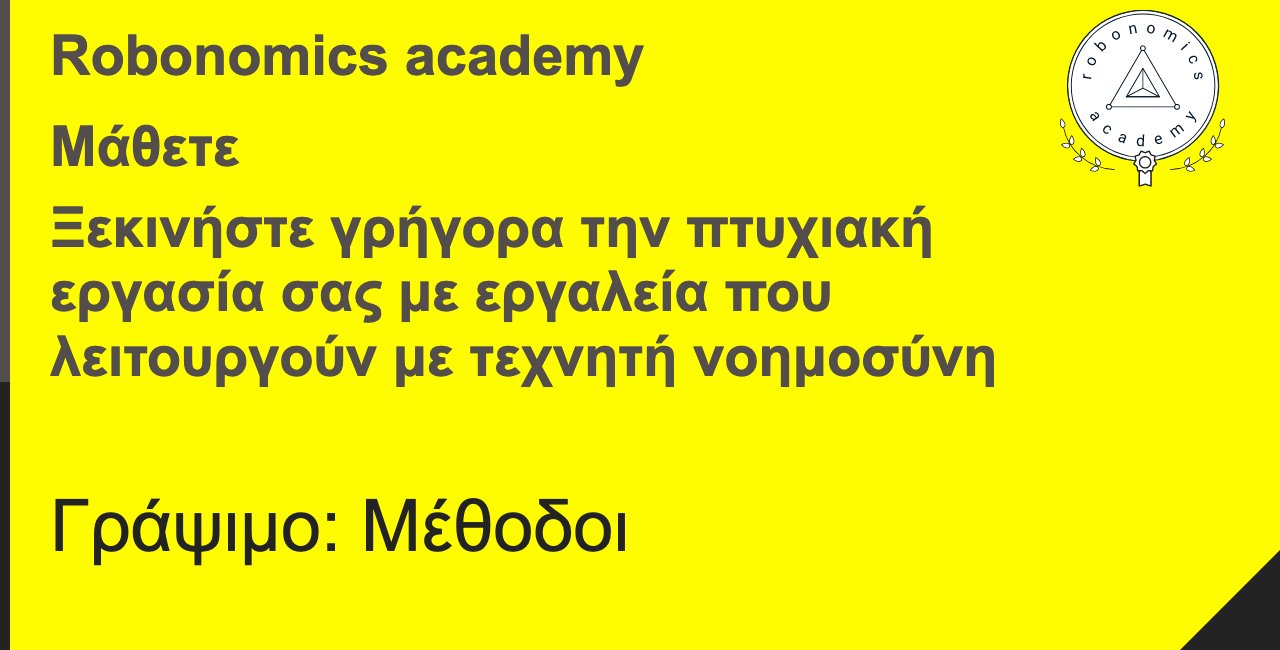 Robonomics academy
robonomics
academy
Μάθετε
Ξεκινήστε γρήγορα την πτυχιακή
εργασία σας με εργαλεία που
λειτουργούν με τεχνητή νοημοσύνη
Γράψιμο: Μέθοδοι